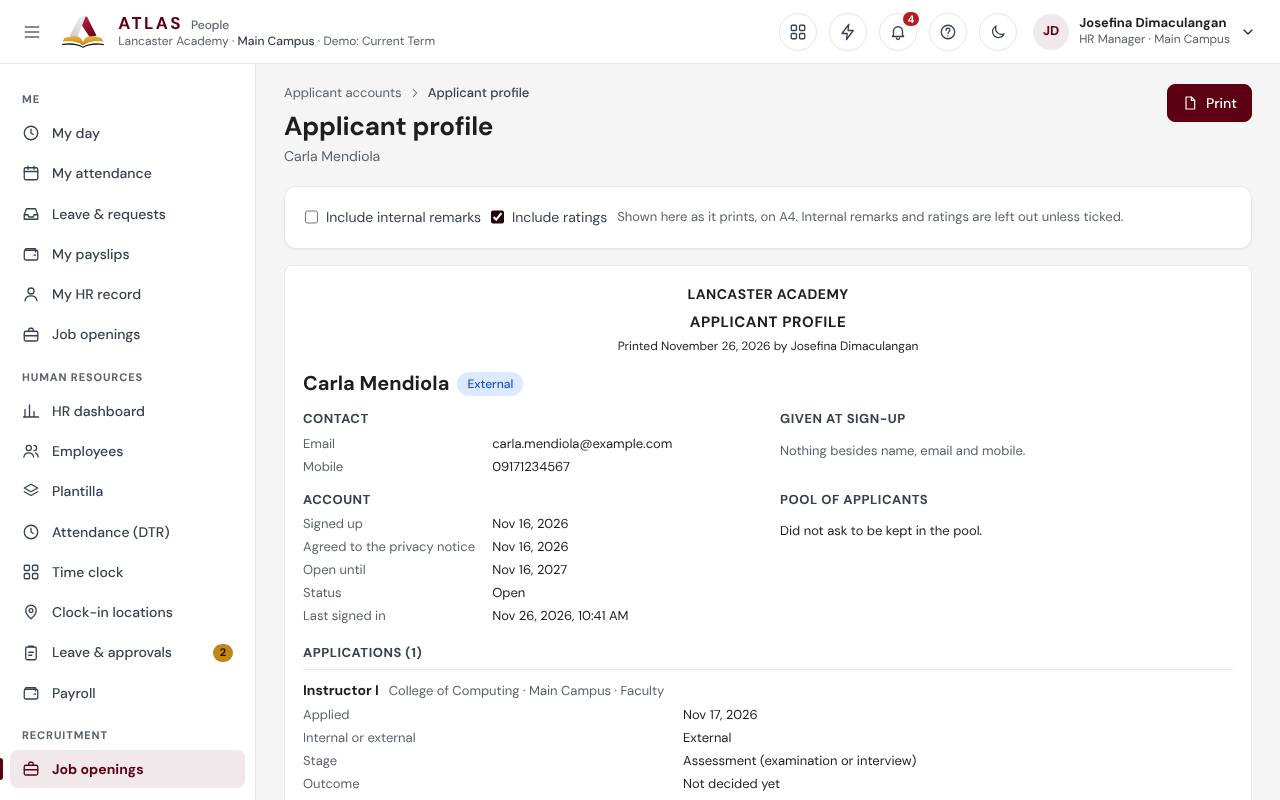 ATLAS People
Lancaster Academy · Main Campus · Demo: Current Term
4
JD
Josefina Dimaculangan
HR Manager · Main Campus
ME
My day
My attendance
Leave & requests
My payslips
My HR record
Job openings
HUMAN RESOURCES
HR dashboard
Employees
Plantilla
Attendance (DTR)
Time clock
Clock-in locations
Leave & approvals 2
Payroll
RECRUITMENT
Job openings
Applicant accounts > Applicant profile
Applicant profile
Carla Mendiola
Print
Include internal remarks Include ratings Shown here as it prints, on A4. Internal remarks and ratings are left out unless ticked.
LANCASTER ACADEMY
APPLICANT PROFILE
Printed November 26, 2026 by Josefina Dimaculangan
Carla Mendiola External
CONTACT
Email carla.mendiola@example.com
Mobile 09171234567
GIVEN AT SIGN-UP
Nothing besides name, email and mobile.
ACCOUNT
Signed up Nov 16, 2026
Agreed to the privacy notice Nov 16, 2026
Open until Nov 16, 2027
Status Open
Last signed in Nov 26, 2026, 10:41 AM
POOL OF APPLICANTS
Did not ask to be kept in the pool.
APPLICATIONS (1)
Instructor I College of Computing · Main Campus · Faculty
Applied Nov 17, 2026
Internal or external External
Stage Assessment (examination or interview)
Outcome Not decided yet